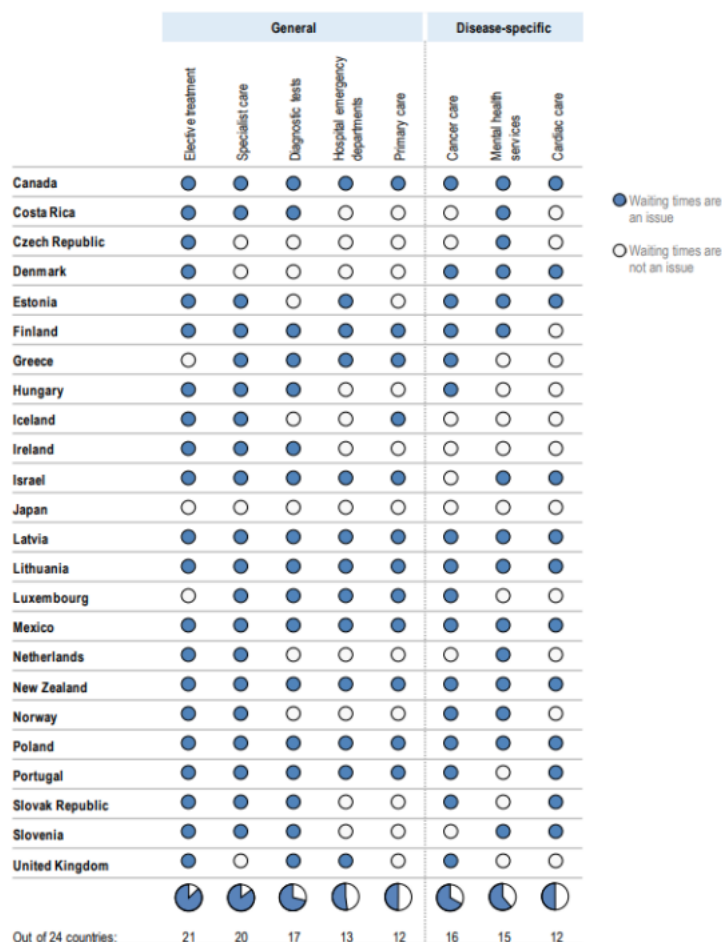 General Disease-specific
Elective treatment
Specialist care
Diagnostic tests
Hospital emergency
departments
Primary care
Cancer care
Mental health
services
Cardiac care
Canada
Costa Rica
Czech Republic
Denmark
Estonia
Finland
Greece
Hungary
Iceland
Ireland
Israel
Japan
Latvia
Lithuania
Luxembourg
Mexico
Netherlands
New Zealand
Norway
Poland
Portugal
Slovak Republic
Slovenia
United Kingdom
Out of 24 countries: 21 20 17 13 12 16 15 12
Waiting times are
an issue
Waiting times are
not an issue